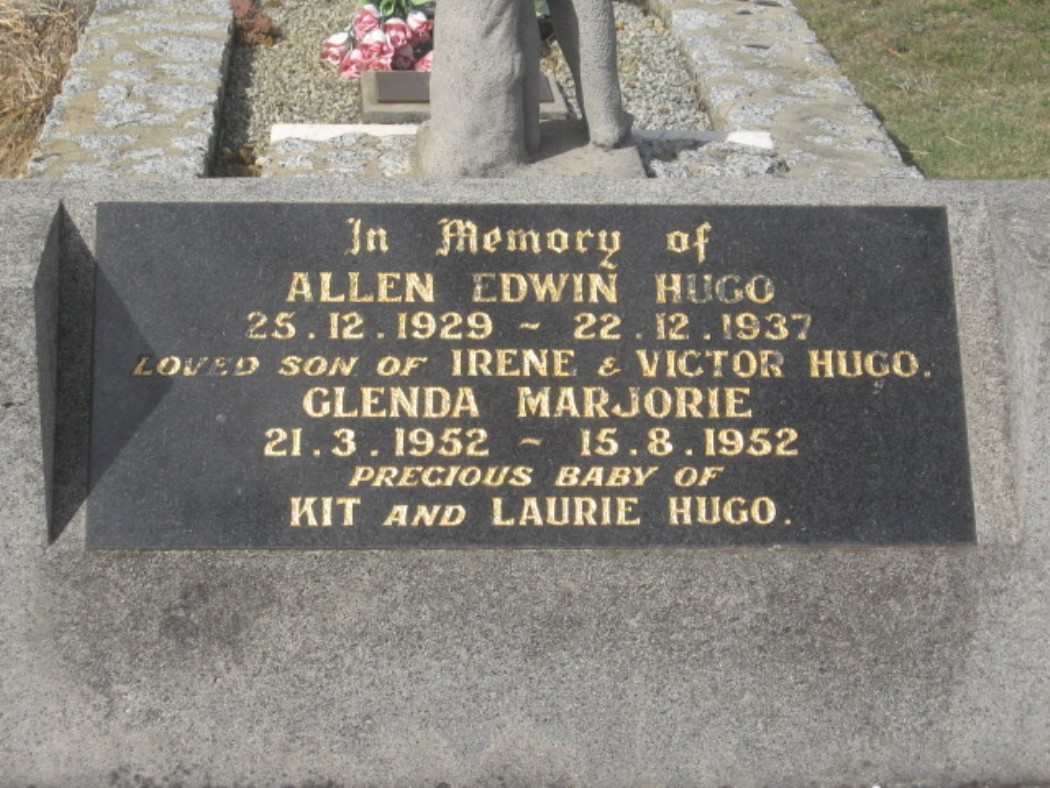 In Memory of
ALLEN EDWIN HUGO
25.12.1929 ~ 22.12.1937
LOVED SON OF IRENE & VICTOR HUGO.
GLENDA MARJORIE
21.3.1952 ~ 15.8.1952
PRECIOUS BABY OF
KIT AND LAURIE HUGO.